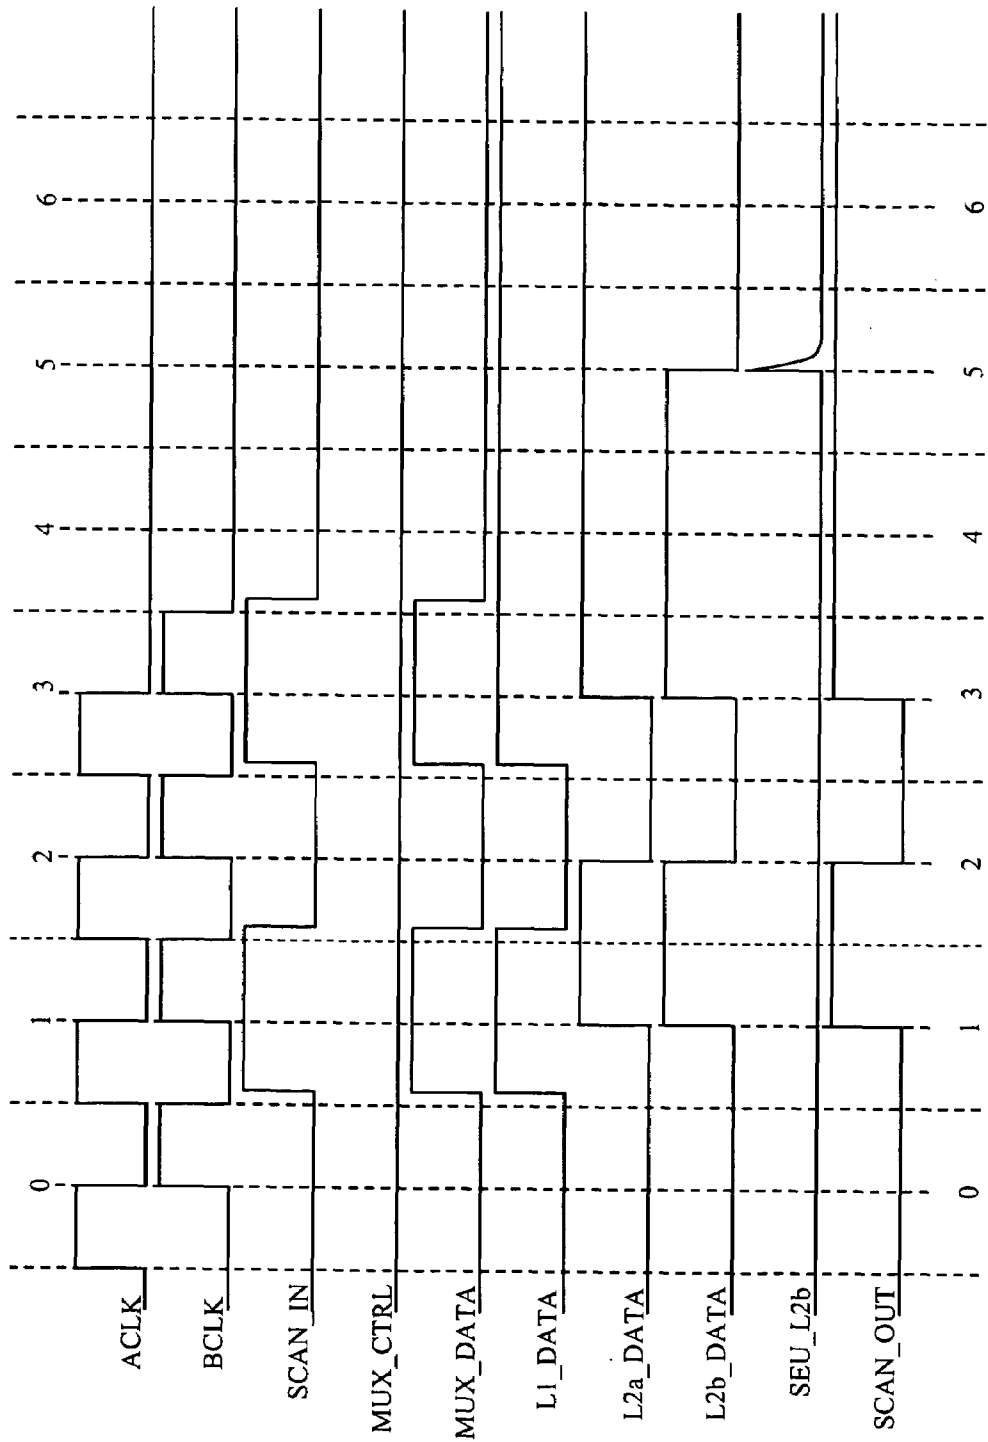 0 1 2 3 4 5 6
ACLK
BCLK
SCAN_IN
MUX_CTRL
MUX_DATA
L1_DATA
L2a_DATA
L2b_DATA
SEU_L2b
SCAN_OUT
0 1 2 3 4 5 6